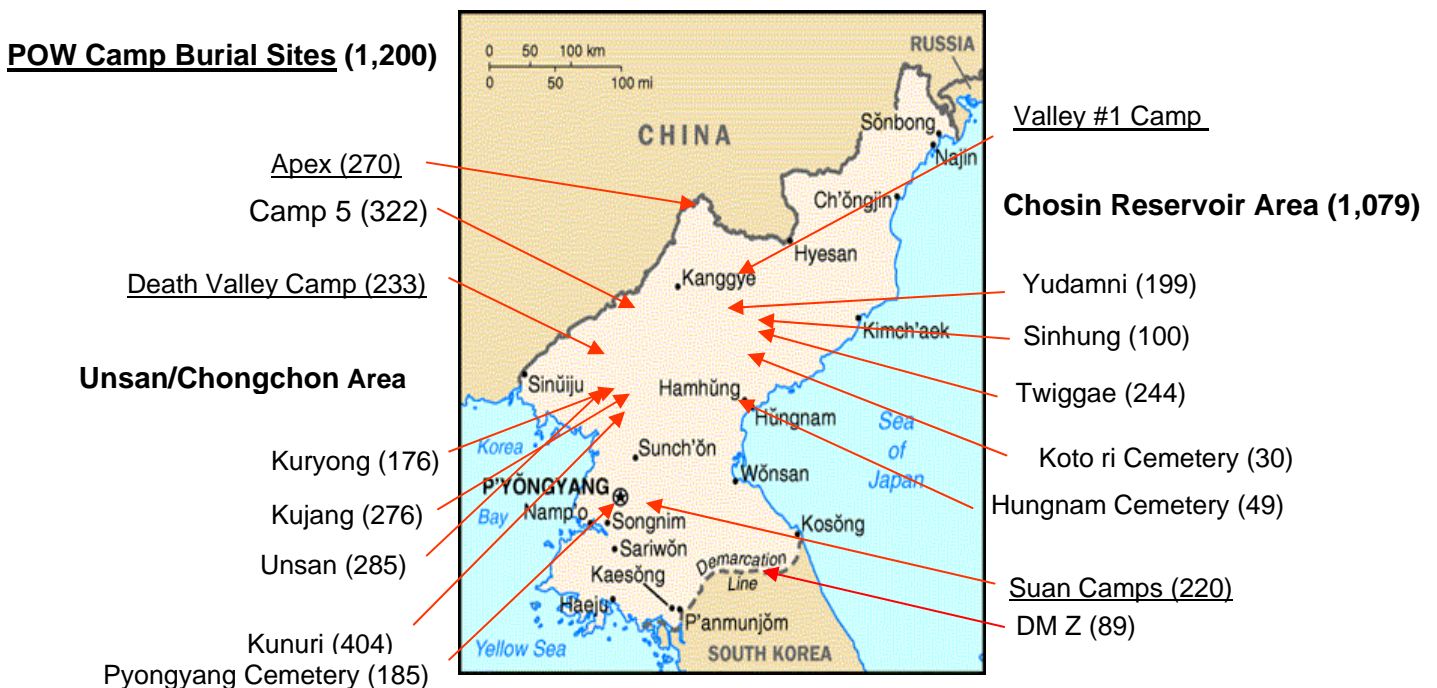 POW Camp Burial Sites (1,200)
Apex (270)
Camp 5 (322)
Death Valley Camp (233)
Unsan/Chongchon Area
Kuryong (176)
Kujang (276)
Unsan (285)
Kunuri (404)
Pyongyang Cemetery (185)
0 50 100 km
0 50 100 mi
RUSSIA
CHINA
Sŏnbong
Najin
Ch'ŏngjin
Hyesan
Kanggye
Kimch'aek
Sinŭiju
Hamhŭng
Hŭngnam
Korea
Bay
Sunch'ŏn
Sea
of
Japan
Wŏnsan
P'YŎNGYANG
Namp'o
Songnim
Sariwŏn
Kosŏng
Demarcation
Line
Kaesŏng
Haeju
P'anmunjŏm
Yellow Sea
SOUTH KOREA
Valley #1 Camp
Chosin Reservoir Area (1,079)
Yudamni (199)
Sinhung (100)
Twiggae (244)
Koto ri Cemetery (30)
Hungnam Cemetery (49)
Suan Camps (220)
DM Z (89)